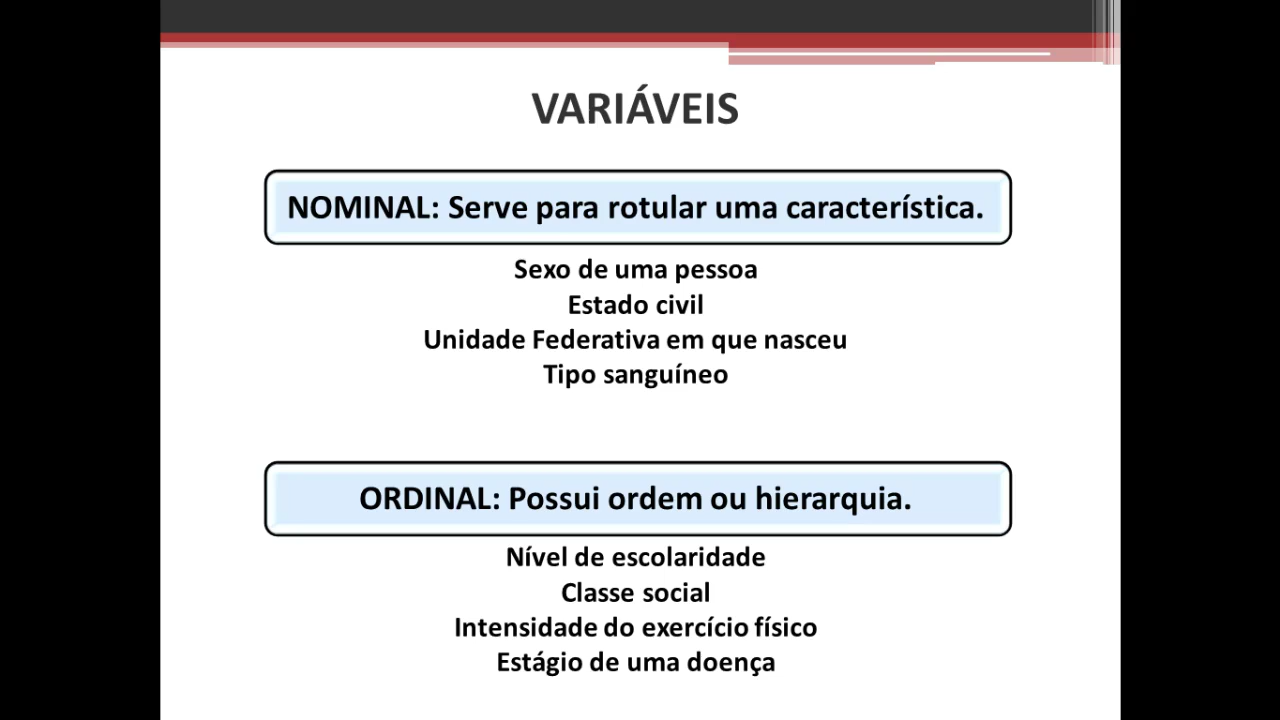 VARIÁVEIS
NOMINAL: Serve para rotular uma característica.
Sexo de uma pessoa
Estado civil
Unidade Federativa em que nasceu
Tipo sanguíneo
ORDINAL: Possui ordem ou hierarquia.
Nível de escolaridade
Classe social
Intensidade do exercício físico
Estágio de uma doença